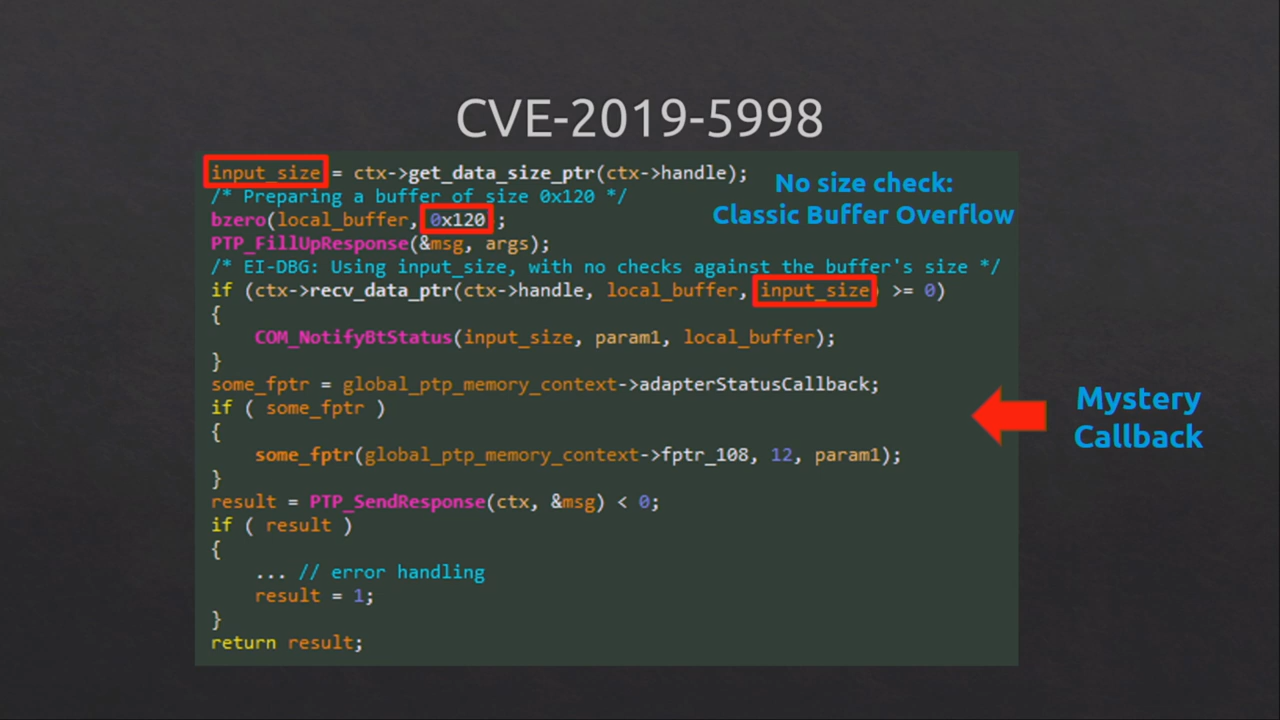 CVE-2019-5998
input_size = ctx->get_data_size_ptr(ctx->handle);
No size check:
/* Preparing a buffer of size 0x120 */
Classic Buffer Overflow
bzero(local_buffer, 0x120 ;
PTP_FillUpResponse(&msg, args);
/* EI-DBG: Using input_size, with no checks against the buffer's size */
if (ctx->recv_data_ptr(ctx->handle, local_buffer, input_size) >= 0)
{
COM_NotifyBtStatus(input_size, param1, local_buffer);
}
some_fptr = global_ptp_memory_context->adapterStatusCallback;
if ( some_fptr )
{
some_fptr(global_ptp_memory_context->fptr_108, 12, param1);
}
Mystery
Callback
result = PTP_SendResponse(ctx, &msg) < 0;
if ( result )
{
... // error handling
result = 1;
}
return result;